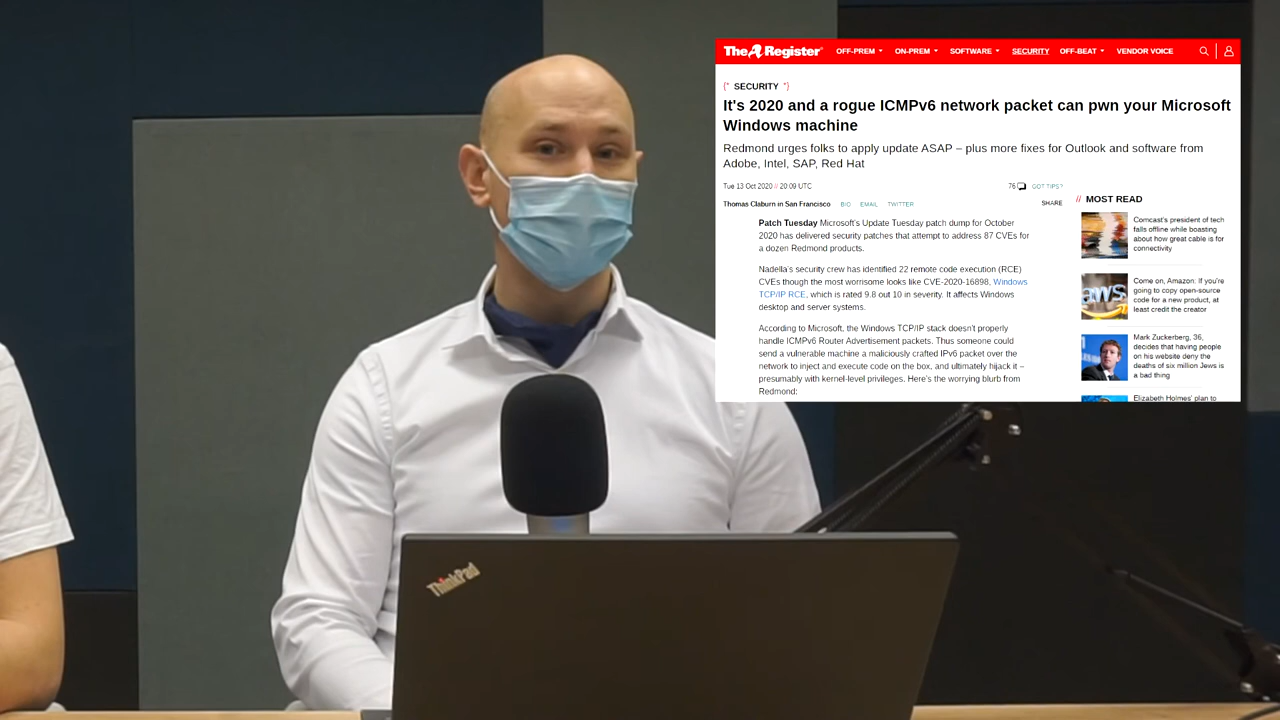 The Register
OFF-PREM ON-PREM SOFTWARE SECURITY OFF-BEAT VENDOR VOICE
{* SECURITY *}
It's 2020 and a rogue ICMPv6 network packet can pwn your Microsoft
Windows machine
Redmond urges folks to apply update ASAP – plus more fixes for Outlook and software from
Adobe, Intel, SAP, Red Hat
Tue 13 Oct 2020 // 20:09 UTC
76 GOT TIPS?
Thomas Claburn in San Francisco BIO EMAIL TWITTER
SHARE
Patch Tuesday Microsoft's Update Tuesday patch dump for October
2020 has delivered security patches that attempt to address 87 CVEs for
a dozen Redmond products.
Nadella's security crew has identified 22 remote code execution (RCE)
CVEs though the most worrisome looks like CVE-2020-16898, Windows
TCP/IP RCE, which is rated 9.8 out 10 in severity. It affects Windows
desktop and server systems.
According to Microsoft, the Windows TCP/IP stack doesn't properly
handle ICMPv6 Router Advertisement packets. Thus someone could
send a vulnerable machine a maliciously crafted IPv6 packet over the
network to inject and execute code on the box, and ultimately hijack it –
presumably with kernel-level privileges. Here's the worrying blurb from
Redmond:
// MOST READ
Comcast's president of tech
falls offline while boasting
about how great cable is for
connectivity
aws
Come on, Amazon: If you're
going to copy open-source
code for a new product, at
least credit the creator
Mark Zuckerberg, 36,
decides that having people
on his website deny the
deaths of six million Jews is
a bad thing
Elizabeth Holmes' plan to
ThinkPad